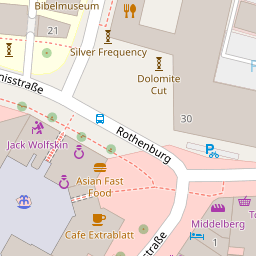 Bibelmuseum
21
Silver Frequency
Dolomite
Cut
nisstraße
30
Rothenburg
Jack Wolfskin
Asian Fast
Food
Middelberg
Cafe Extrablatt
straße
1